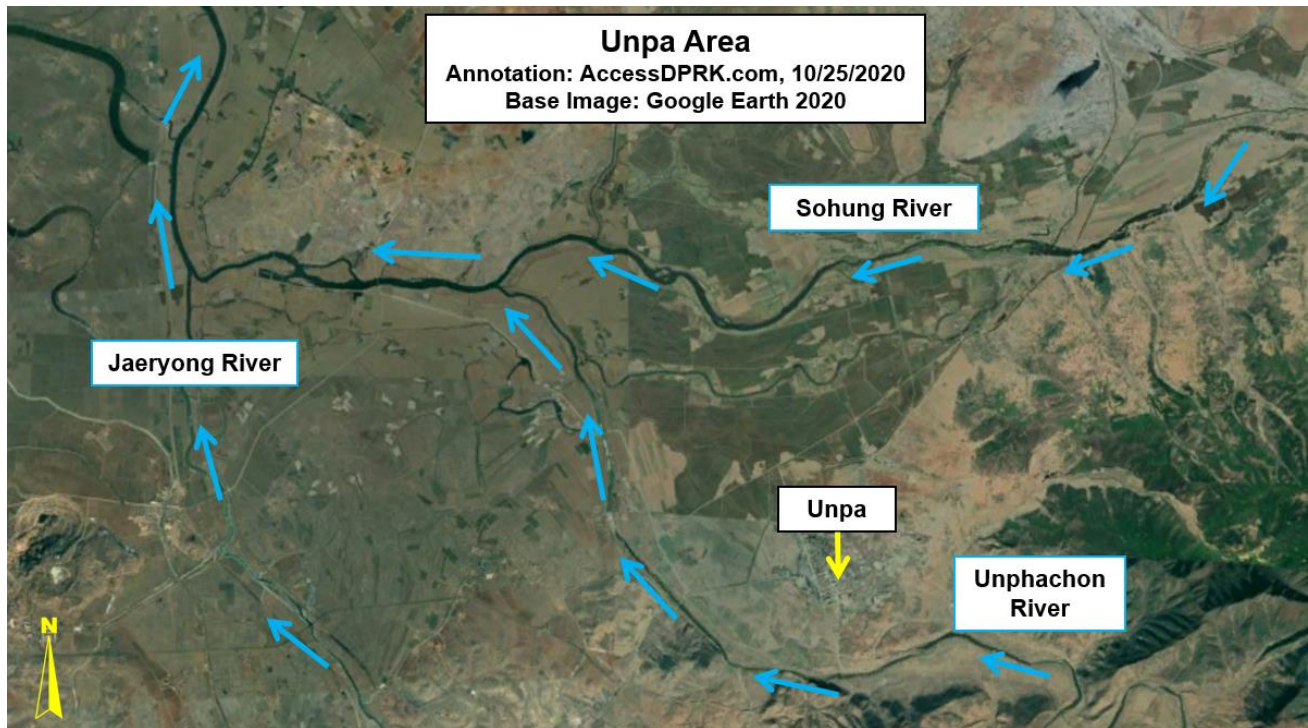 Unpa Area
Annotation: AccessDPRK.com, 10/25/2020
Base Image: Google Earth 2020
Sohung River
Jaeryong River
Unpa
Unphachon
River
N